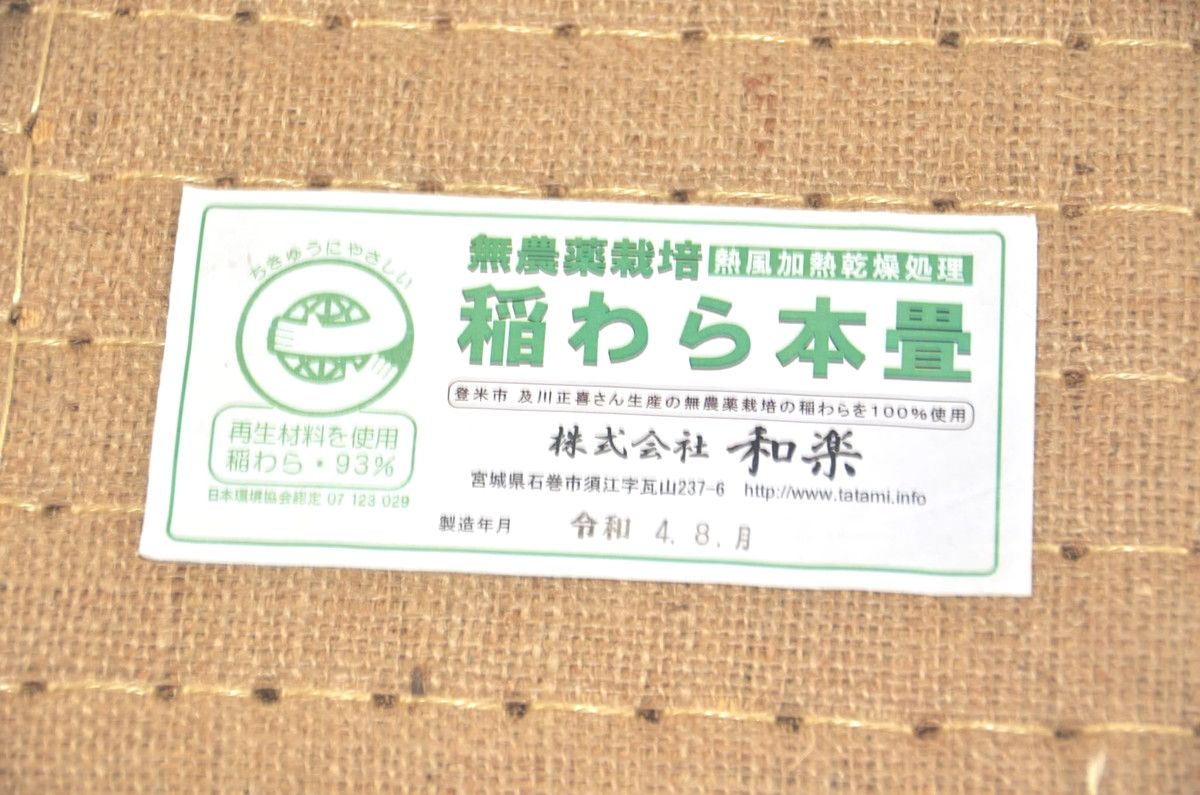 ちきゅうにやさしい
再生材料を使用
稲わら・93%
日本環境協会認定 07 123 029
無農薬栽培 熱風加熱乾燥処理
稲わら本畳
登米市 及川正喜さん生産の無農薬栽培の稲わらを100%使用
株式会社 和楽
宮城県石巻市須江字瓦山237-6 http://www.tatami.info
製造年月 令和 4. 8. 月